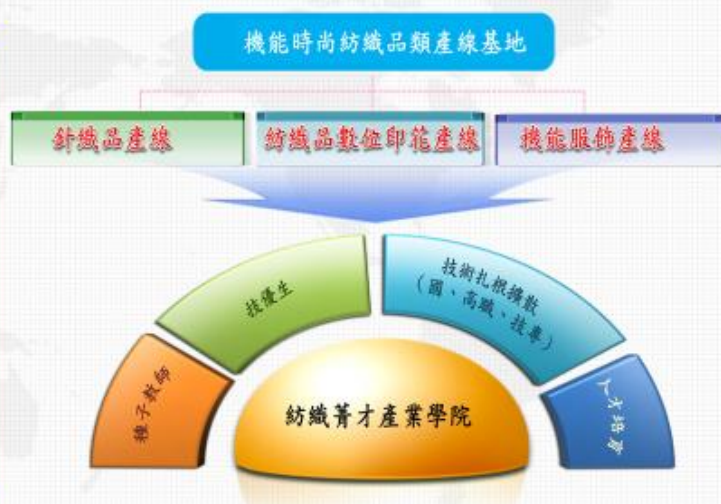 機能時尚紡織品類產線基地
針織品產線
紡織品數位印花產線
機能服飾產線
種子教師
技優生
技術扎根擴散
(國、高職、技專)
人才培育
紡織菁才產業學院